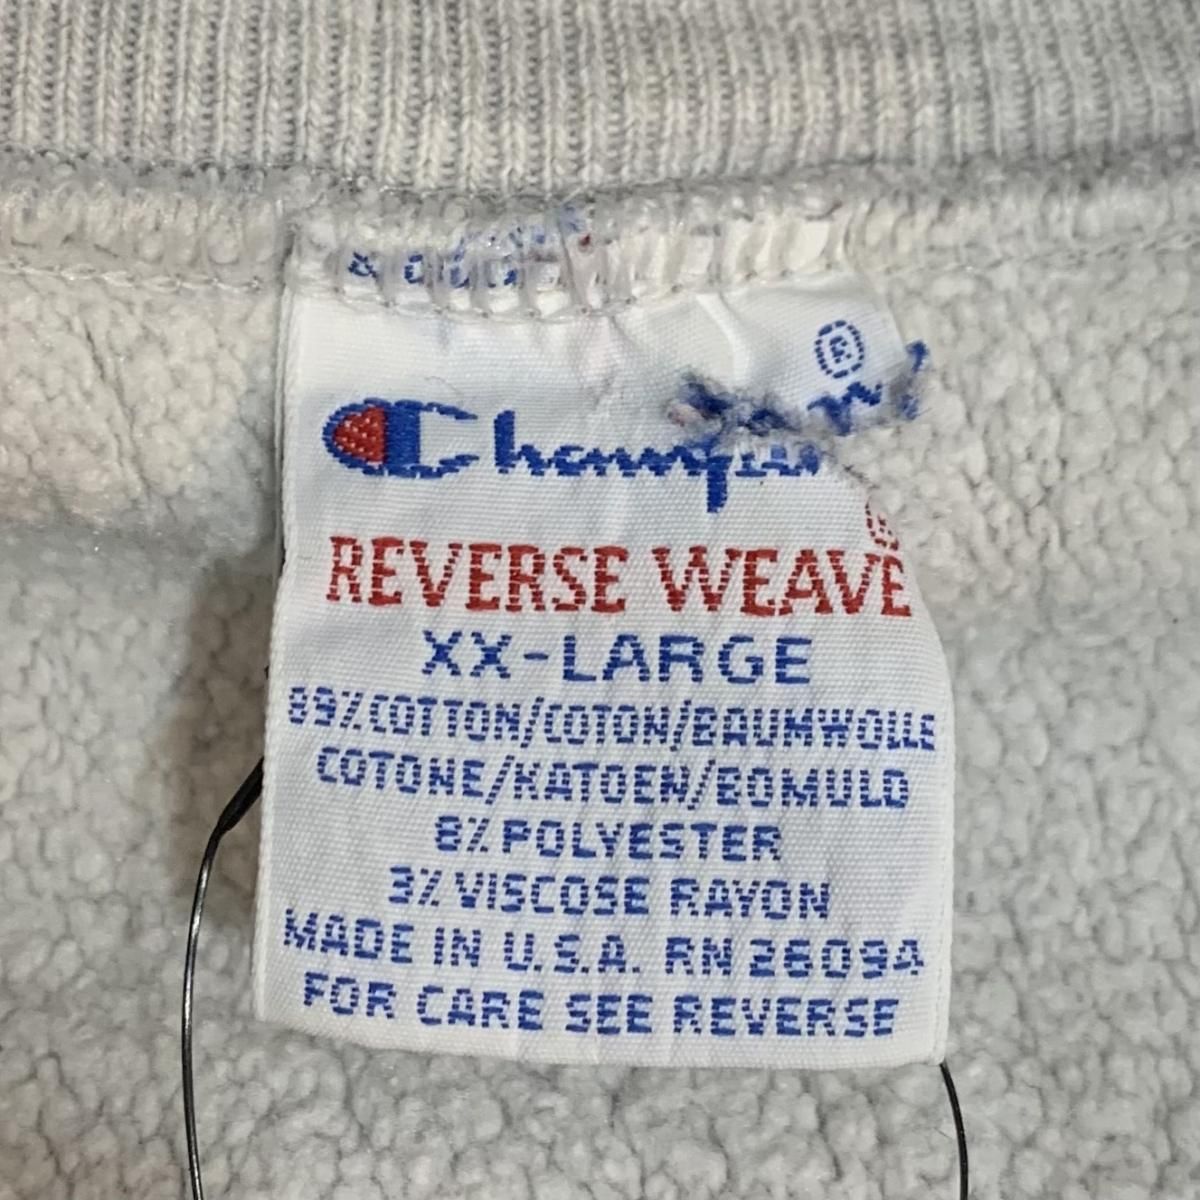 Champion
®
REVERSE WEAVE®
XX-LARGE
89% COTTON/COTON/BAUMWOLLE
COTONE/KATOEN/BOMULD
8% POLYESTER
3% VISCOSE RAYON
MADE IN U.S.A. RN 26094
FOR CARE SEE REVERSE